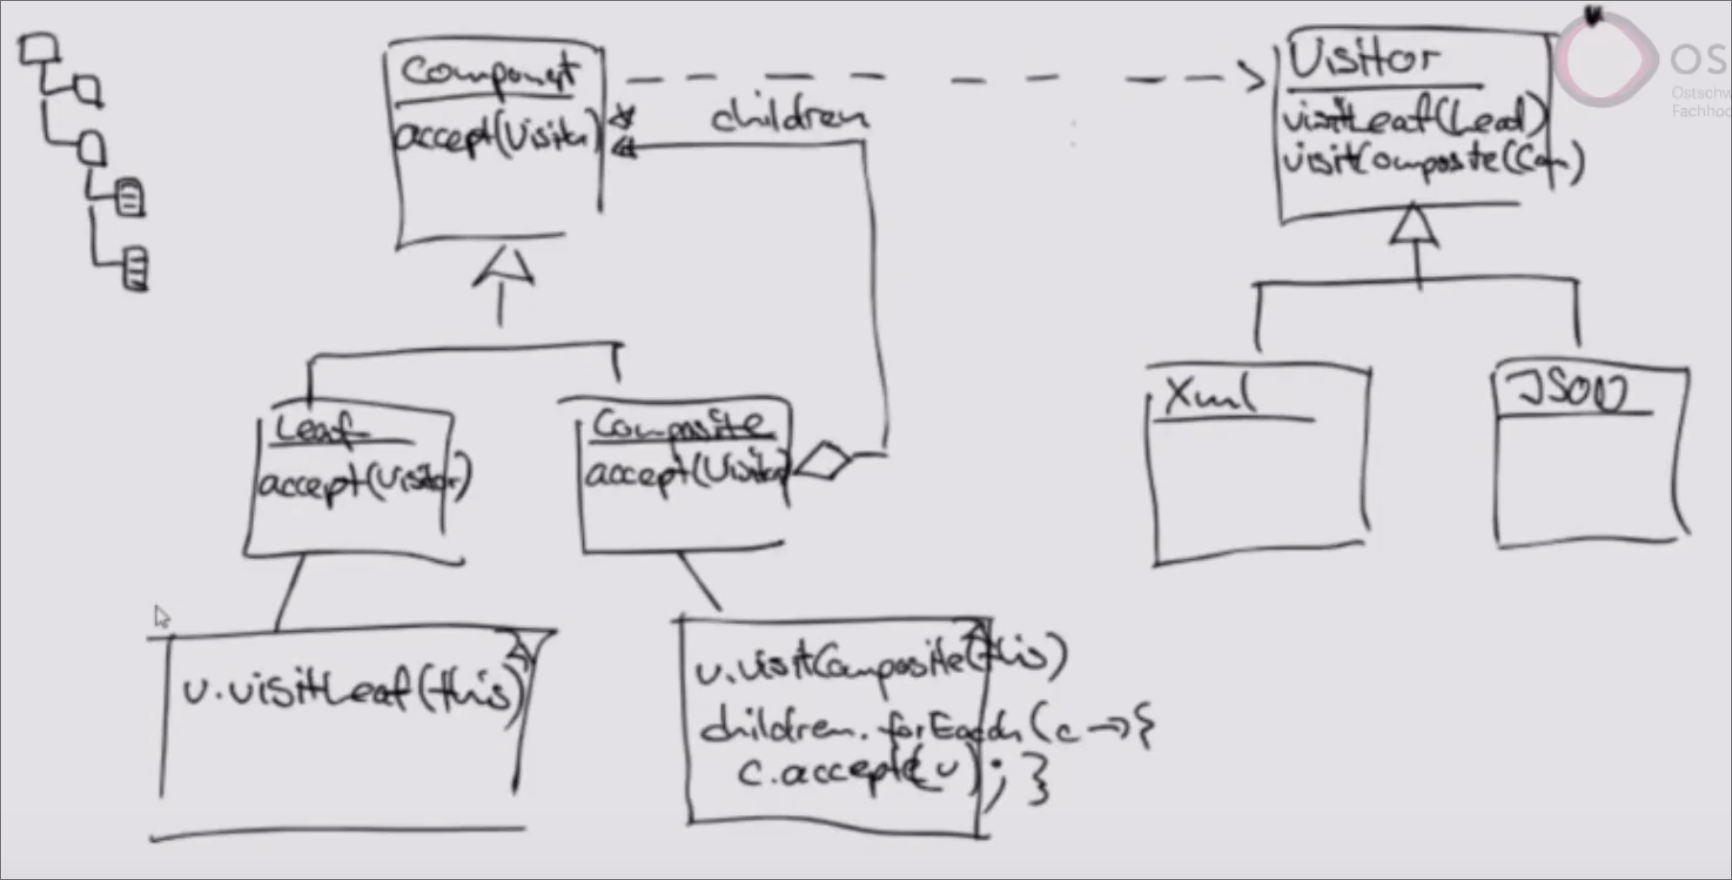 Component
accept(Visitor)
children
Visitor
visitLeaf(Lead)
visitComposite(Com)
OS
Ostschw
Fachhoc
Leaf
accept(Visitor)
Composite
accept(Visitor)
Xml
JSON
v.visitLeaf(this)
v.visitComposite(this)
children.forEach(c →{
c.accept(v);}